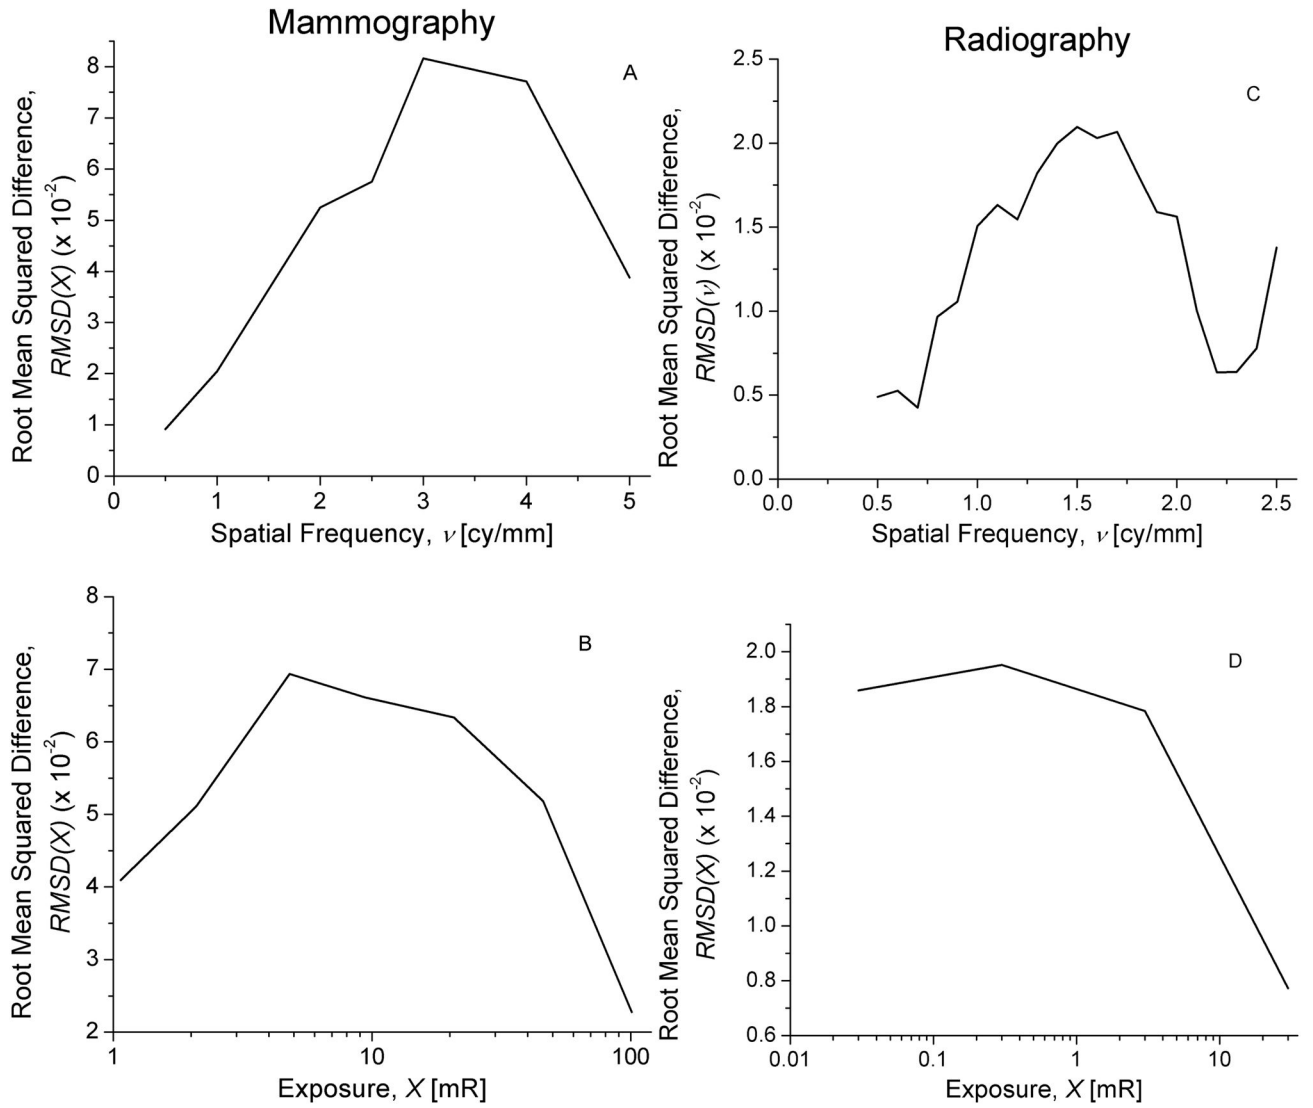 Mammography
A
Root Mean Squared Difference,
RMSD(X) (x 10-2)
8
7
6
5
4
3
2
1
0
0 1 2 3 4 5
Spatial Frequency, ν [cy/mm]
Radiography
C
Root Mean Squared Difference,
RMSD(ν) (x 10-2)
2.5
2.0
1.5
1.0
0.5
0.0
0.0 0.5 1.0 1.5 2.0 2.5
Spatial Frequency, ν [cy/mm]
B
Root Mean Squared Difference,
RMSD(X) (x 10-2)
8
7
6
5
4
3
2
1 10 100
Exposure, X [mR]
D
Root Mean Squared Difference,
RMSD(X) (x 10-2)
2.0
1.8
1.6
1.4
1.2
1.0
0.8
0.6
0.01 0.1 1 10
Exposure, X [mR]